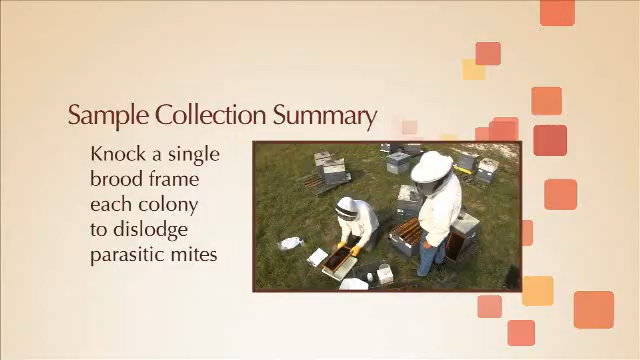 Sample Collection Summary
Knock a single
brood frame
each colony
to dislodge
parasitic mites